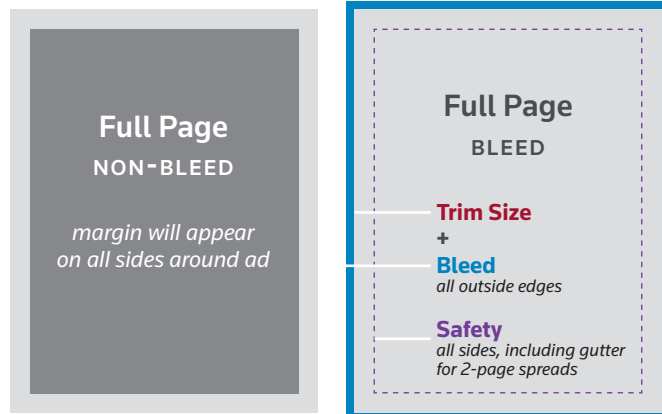 Full Page
NON-BLEED
margin will appear
on all sides around ad
Full Page
BLEED
Trim Size
+
Bleed
all outside edges
Safety
all sides, including gutter
for 2-page spreads